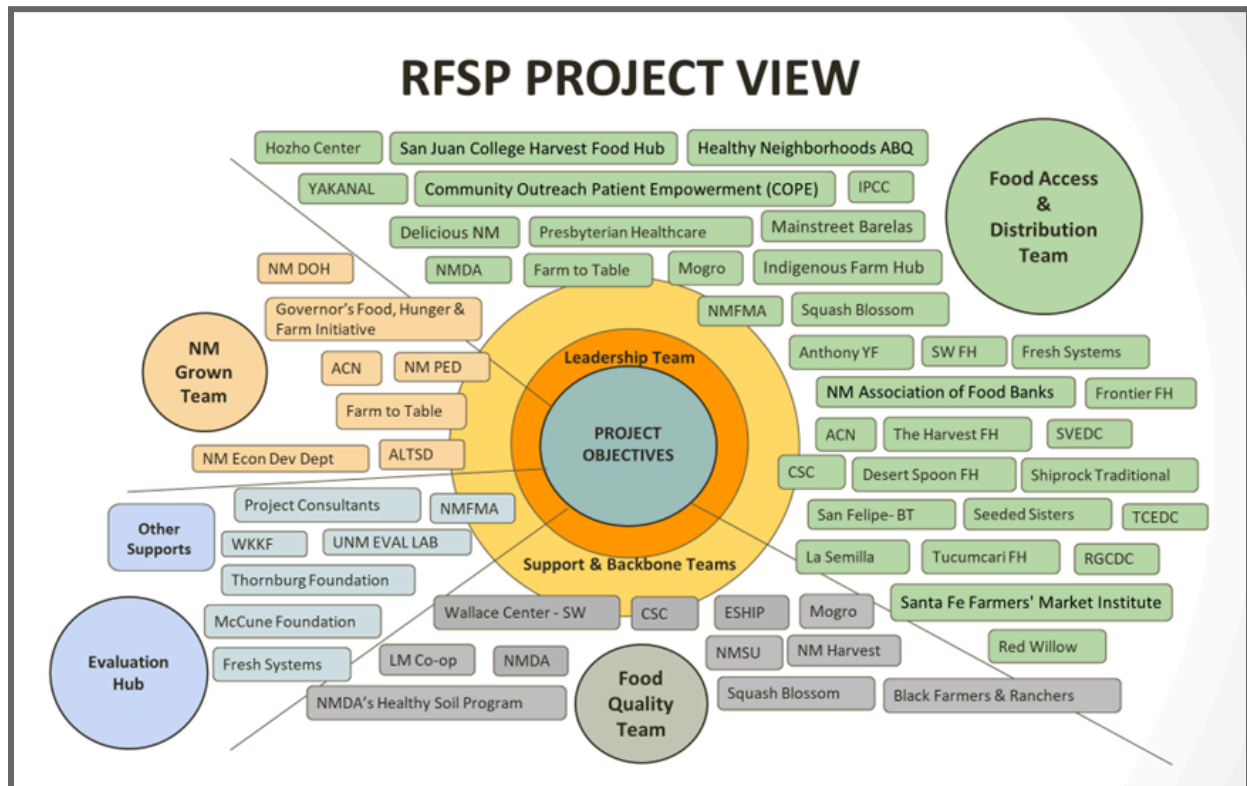 RFSP PROJECT VIEW
Hozho Center
San Juan College Harvest Food Hub
Healthy Neighborhoods ABQ
YAKANAL
Community Outreach Patient Empowerment (COPE)
IPCC
Food Access
&
Distribution
Team
Delicious NM
Presbyterian Healthcare
Mainstreet Barelas
NM DOH
NMDA
Farm to Table
Mogro
Indigenous Farm Hub
Governor's Food, Hunger &
Farm Initiative
NMFMA
Squash Blossom
NM
Grown
Team
ACN
NM PED
Leadership Team
Anthony YF
SW FH
Fresh Systems
Farm to Table
NM Association of Food Banks
Frontier FH
PROJECT
OBJECTIVES
ACN
The Harvest FH
SVEDC
NM Econ Dev Dept
ALTSD
CSC
Desert Spoon FH
Shiprock Traditional
Other
Supports
Project Consultants
NMFMA
San Felipe- BT
Seeded Sisters
TCEDC
WKKF
UNM EVAL LAB
Support & Backbone Teams
La Semilla
Tucumcari FH
RGCDC
Thornburg Foundation
Santa Fe Farmers' Market Institute
McCune Foundation
Wallace Center - SW
CSC
ESHIP
Mogro
Red Willow
Evaluation
Hub
Fresh Systems
LM Co-op
NMDA
NMSU
NM Harvest
Food
Quality
Team
NMDA's Healthy Soil Program
Squash Blossom
Black Farmers & Ranchers